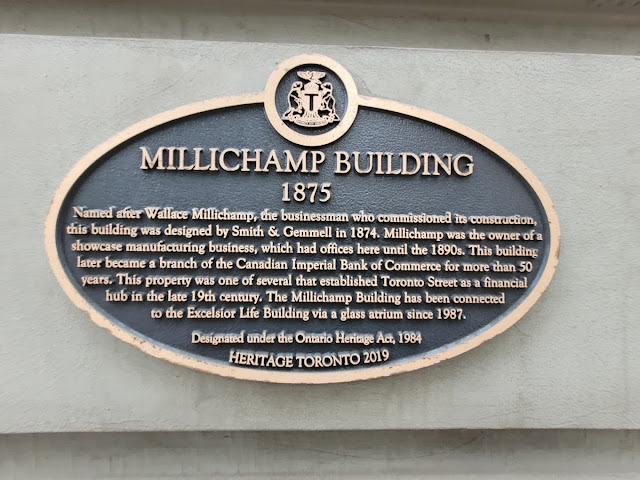 T
MILLICHAMP BUILDING
1875
Named after Wallace Millichamp, the businessman who commissioned its construction,
this building was designed by Smith & Gemmell in 1874. Millichamp was the owner of a
showcase manufacturing business, which had offices here until the 1890s. This building
later became a branch of the Canadian Imperial Bank of Commerce for more than 50
years. This property was one of several that established Toronto Street as a financial
hub in the late 19th century. The Millichamp Building has been connected
to the Excelsior Life Building via a glass atrium since 1987.
Designated under the Ontario Heritage Act, 1984
HERITAGE TORONTO 2019